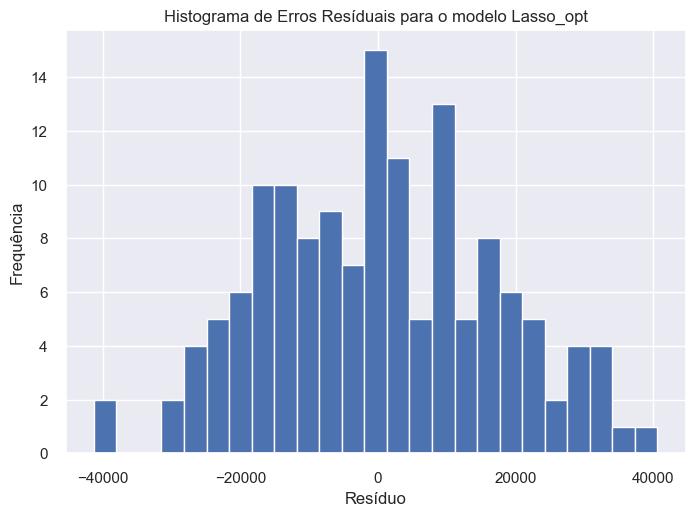 Histograma de Erros Resíduais para o modelo Lasso_opt
14
12
10
8
6
4
2
0
Frequência
−40000 −20000 0 20000 40000
Resíduo